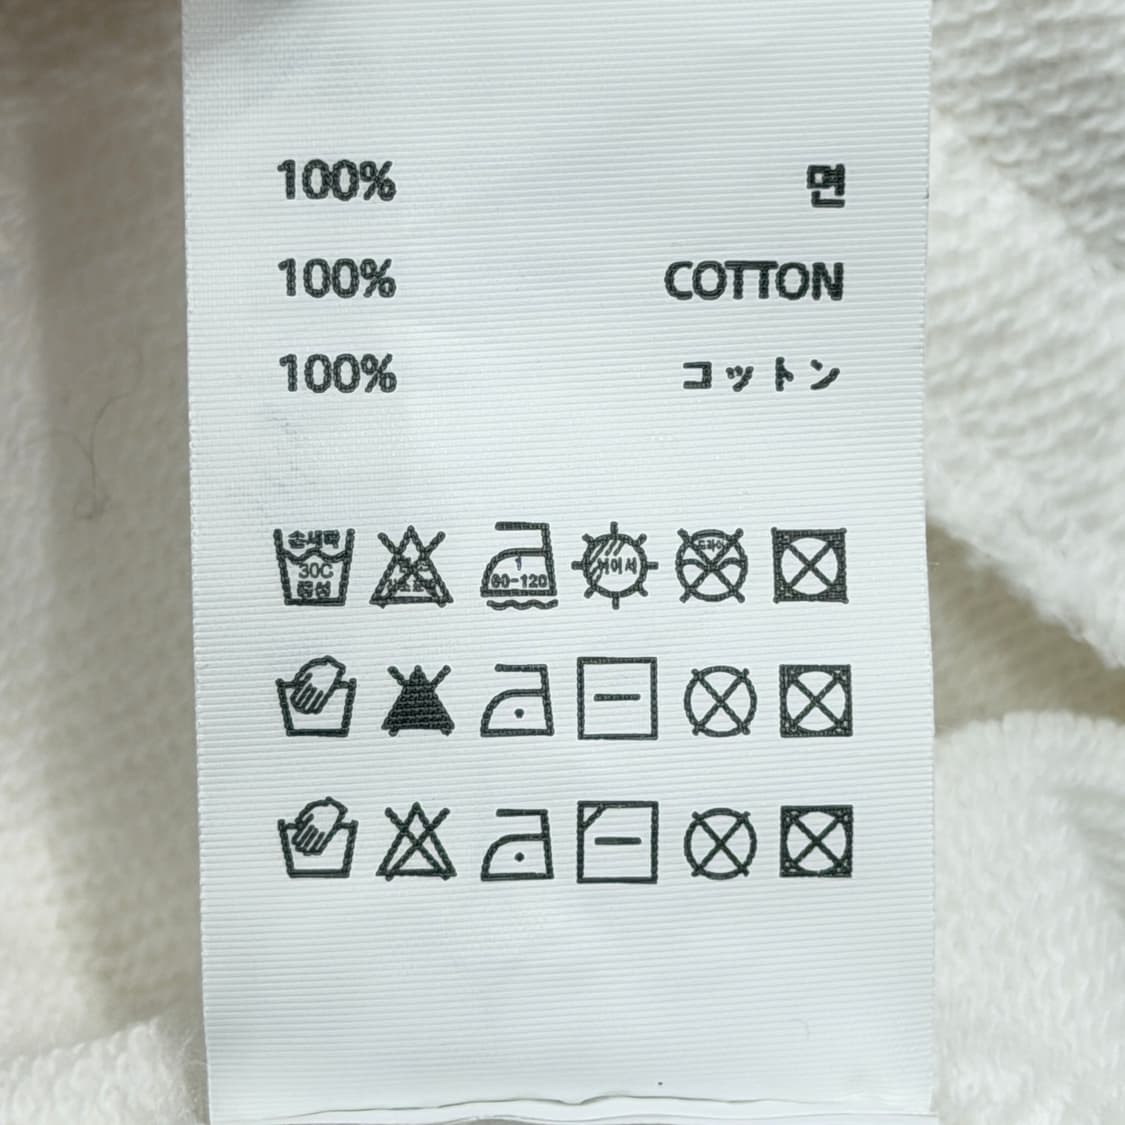 100% 면
100% COTTON
100% コットン
손세탁 80-120 뉘어서 드라이
30C
중성